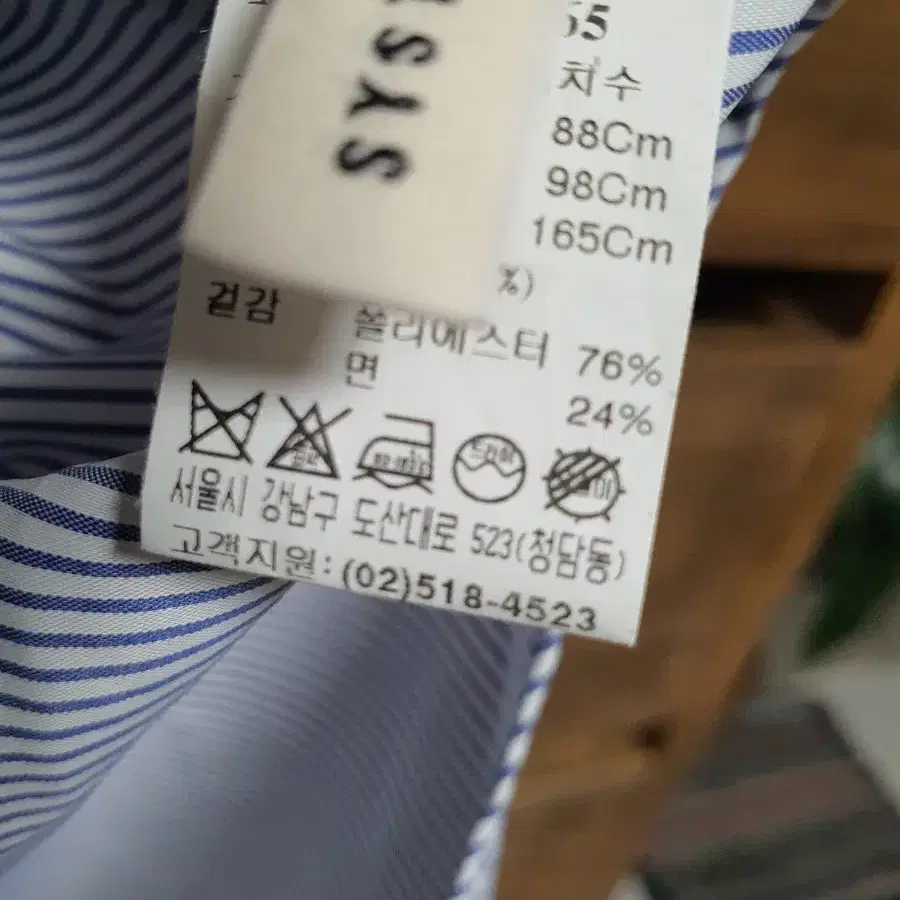 SYS
55
치수
88Cm
98Cm
165Cm
%)
겉감 폴리에스터 76%
면 24%
서울시 강남구 도산대로 523(청담동)
고객지원: (02)518-4523